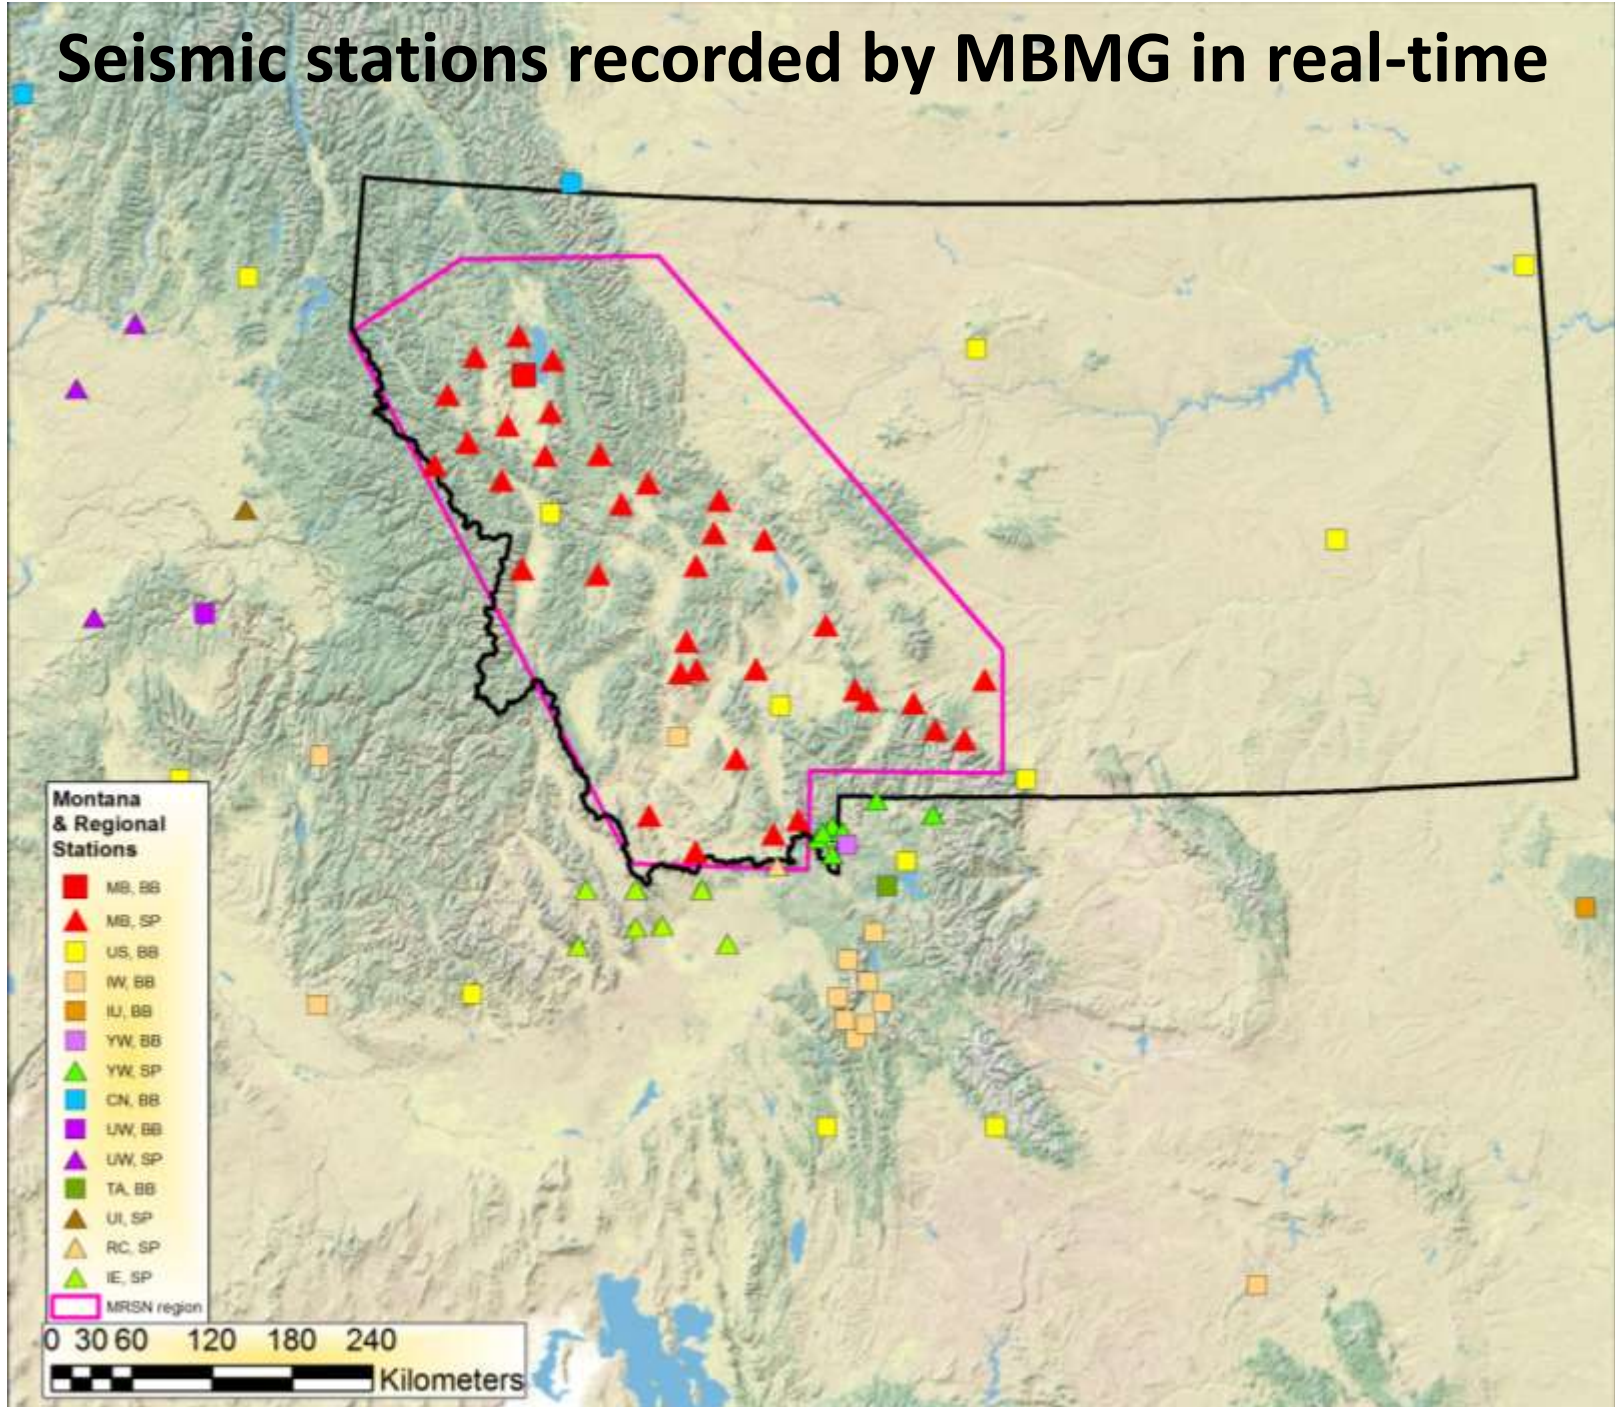 Seismic stations recorded by MBMG in real-time
Montana
& Regional
Stations
MB, BB
MB, SP
US, BB
IW, BB
IU, BB
YW, BB
YW, SP
CN, BB
UW, BB
UW, SP
TA, BB
UI, SP
RC, SP
IE, SP
MRSN region
0 30 60 120 180 240
Kilometers